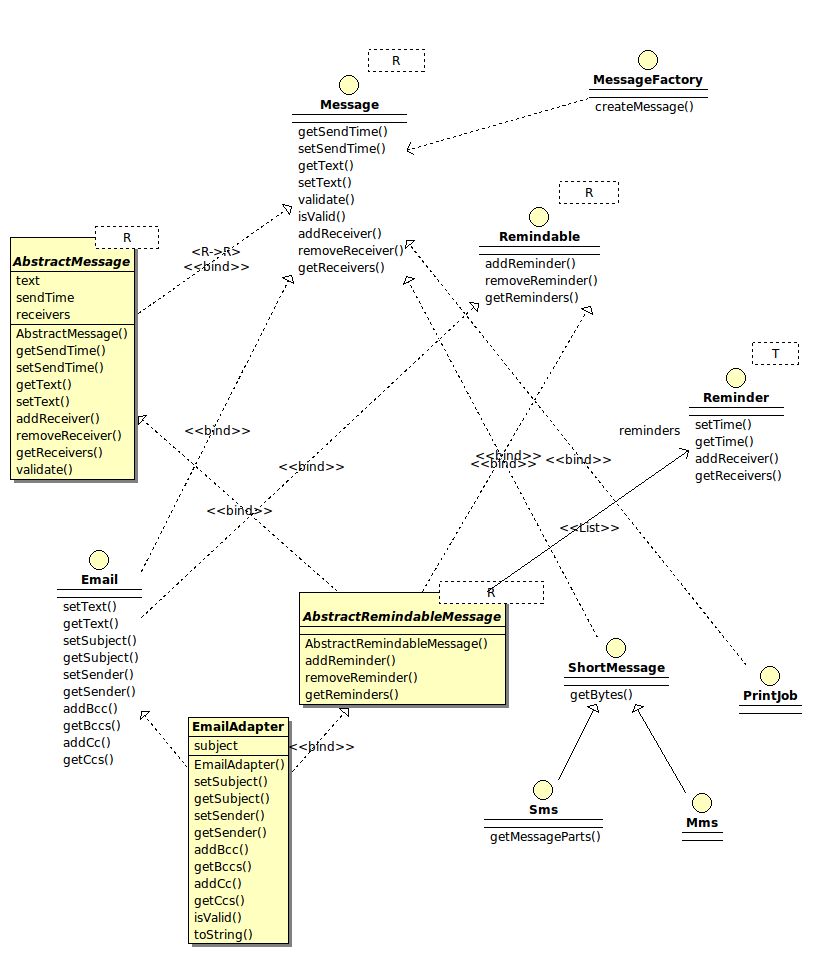 R
Message
getSendTime()
setSendTime()
getText()
setText()
validate()
isValid()
addReceiver()
removeReceiver()
getReceivers()
MessageFactory
createMessage()
R
Remindable
addReminder()
removeReminder()
getReminders()
R
AbstractMessage
text
sendTime
receivers
AbstractMessage()
getSendTime()
setSendTime()
getText()
setText()
addReceiver()
removeReceiver()
getReceivers()
validate()
<R->R>
<<bind>>
T
Reminder
setTime()
getTime()
addReceiver()
getReceivers()
reminders
<<bind>>
<<bind>>
<<bind>>
<<bind>>
<<bind>>
<<bind>>
<<List>>
Email
setText()
getText()
setSubject()
getSubject()
setSender()
getSender()
addBcc()
getBccs()
addCc()
getCcs()
R
AbstractRemindableMessage
AbstractRemindableMessage()
addReminder()
removeReminder()
getReminders()
ShortMessage
getBytes()
PrintJob
EmailAdapter
subject
EmailAdapter()
setSubject()
getSubject()
setSender()
getSender()
addBcc()
getBccs()
addCc()
getCcs()
isValid()
toString()
<<bind>>
Sms
getMessageParts()
Mms